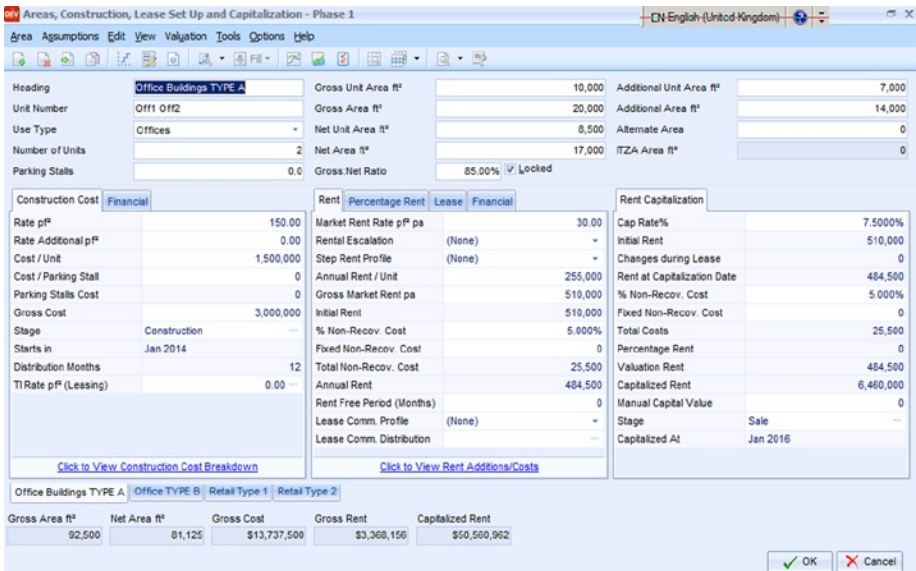 DEV Areas, Construction, Lease Set Up and Capitalization - Phase 1
EN English (United Kingdom)
Area Assumptions Edit View Valuation Tools Options Help
Fill
Heading Office Buildings TYPE A Gross Unit Area ft² 10,000 Additional Unit Area ft² 7,000
Unit Number Off1 Off2 Gross Area ft² 20,000 Additional Area ft² 14,000
Use Type Offices Net Unit Area ft² 8,500 Alternate Area 0
Number of Units 2 Net Area ft² 17,000 ITZA Area ft² 0
Parking Stalls 0.0 Gross:Net Ratio 85.00% Locked
Construction Cost Financial Rent Percentage Rent Lease Financial Rent Capitalization
Rate pf² 150.00 Market Rent Rate pf² pa 30.00 Cap Rate% 7.5000%
Rate Additional pf² 0.00 Rental Escalation (None) Initial Rent 510,000
Cost / Unit 1,500,000 Step Rent Profile (None) Changes during Lease 0
Cost / Parking Stall 0 Annual Rent / Unit 255,000 Rent at Capitalization Date 484,500
Parking Stalls Cost 0 Gross Market Rent pa 510,000 % Non-Recov. Cost 5.000%
Gross Cost 3,000,000 Initial Rent 510,000 Fixed Non-Recov. Cost 0
Stage Construction ... % Non-Recov. Cost 5.000% Total Costs 25,500
Starts in Jan 2014 Fixed Non-Recov. Cost 0 Percentage Rent 0
Distribution Months 12 Total Non-Recov. Cost 25,500 Valuation Rent 484,500
TI Rate pf² (Leasing) 0.00 ... Annual Rent 484,500 Capitalized Rent 6,460,000
Rent Free Period (Months) 0 Manual Capital Value 0
Lease Comm. Profile (None) Stage Sale ...
Lease Comm. Distribution ... Capitalized At Jan 2016
Click to View Construction Cost Breakdown Click to View Rent Additions/Costs
Office Buildings TYPE A Office TYPE B Retail Type 1 Retail Type 2
Gross Area ft² Net Area ft² Gross Cost Gross Rent Capitalized Rent
92,500 81,125 $13,737,500 $3,368,156 $50,560,962
OK Cancel